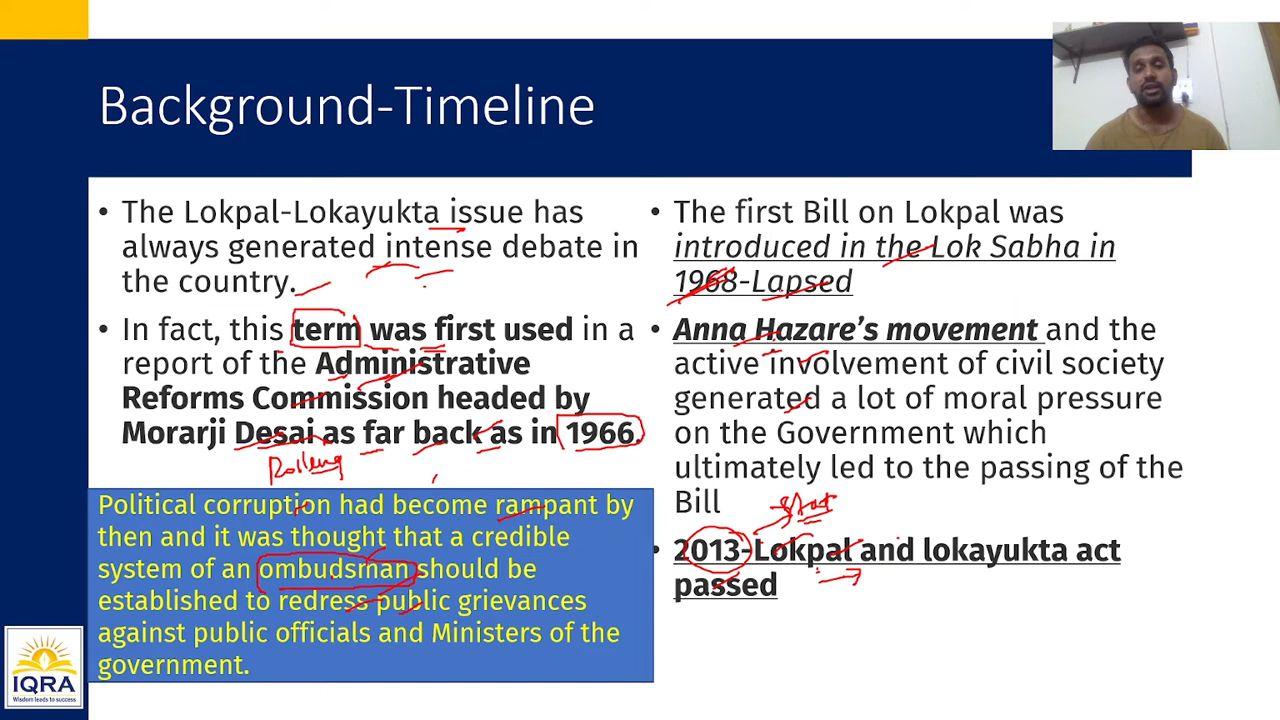 Background-Timeline
• The Lokpal-Lokayukta issue has
always generated intense debate in
the country.
• In fact, this term was first used in a
report of the Administrative
Reforms Commission headed by
Morarji Desai as far back as in 1966.
Political corruption had become rampant by
then and it was thought that a credible
system of an ombudsman should be
established to redress public grievances
against public officials and Ministers of the
government.
• The first Bill on Lokpal was
introduced in the Lok Sabha in
1968-Lapsed
• Anna Hazare's movement and the
active involvement of civil society
generated a lot of moral pressure
on the Government which
ultimately led to the passing of the
Bill
• 2013-Lokpal and lokayukta act
passed
IQRA
Wisdom leads to success